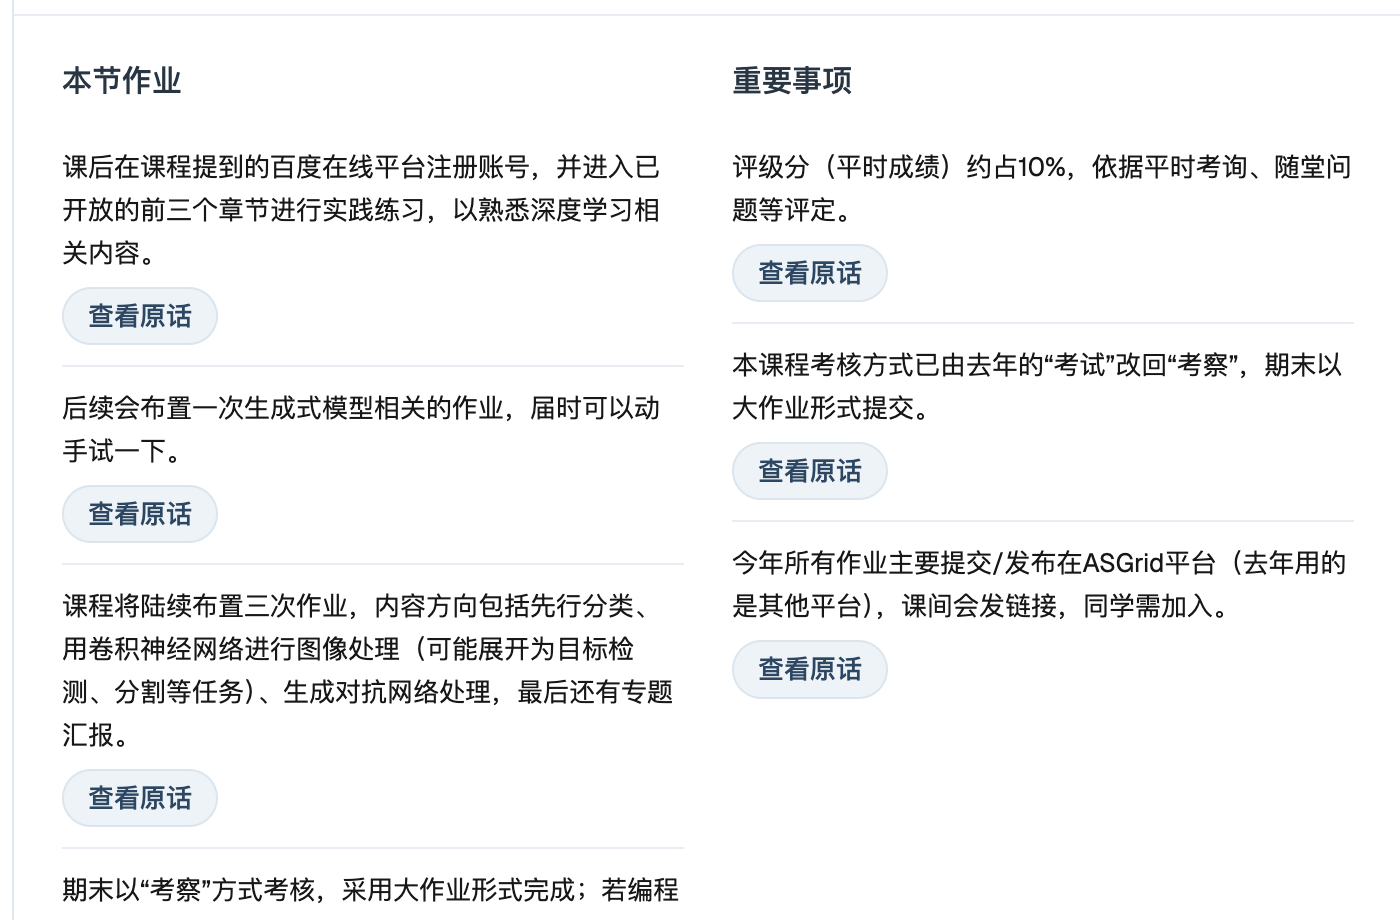 本节作业
课后在课程提到的百度在线平台注册账号，并进入已
开放的前三个章节进行实践练习，以熟悉深度学习相
关内容。
查看原话
后续会布置一次生成式模型相关的作业，届时可以动
手试一下。
查看原话
课程将陆续布置三次作业，内容方向包括先行分类、
用卷积神经网络进行图像处理（可能展开为目标检
测、分割等任务）、生成对抗网络处理，最后还有专题
汇报。
查看原话
期末以“考察”方式考核，采用大作业形式完成；若编程
重要事项
评级分（平时成绩）约占10%，依据平时考询、随堂问
题等评定。
查看原话
本课程考核方式已由去年的“考试”改回“考察”，期末以
大作业形式提交。
查看原话
今年所有作业主要提交/发布在ASGrid平台（去年用的
是其他平台），课间会发链接，同学需加入。
查看原话